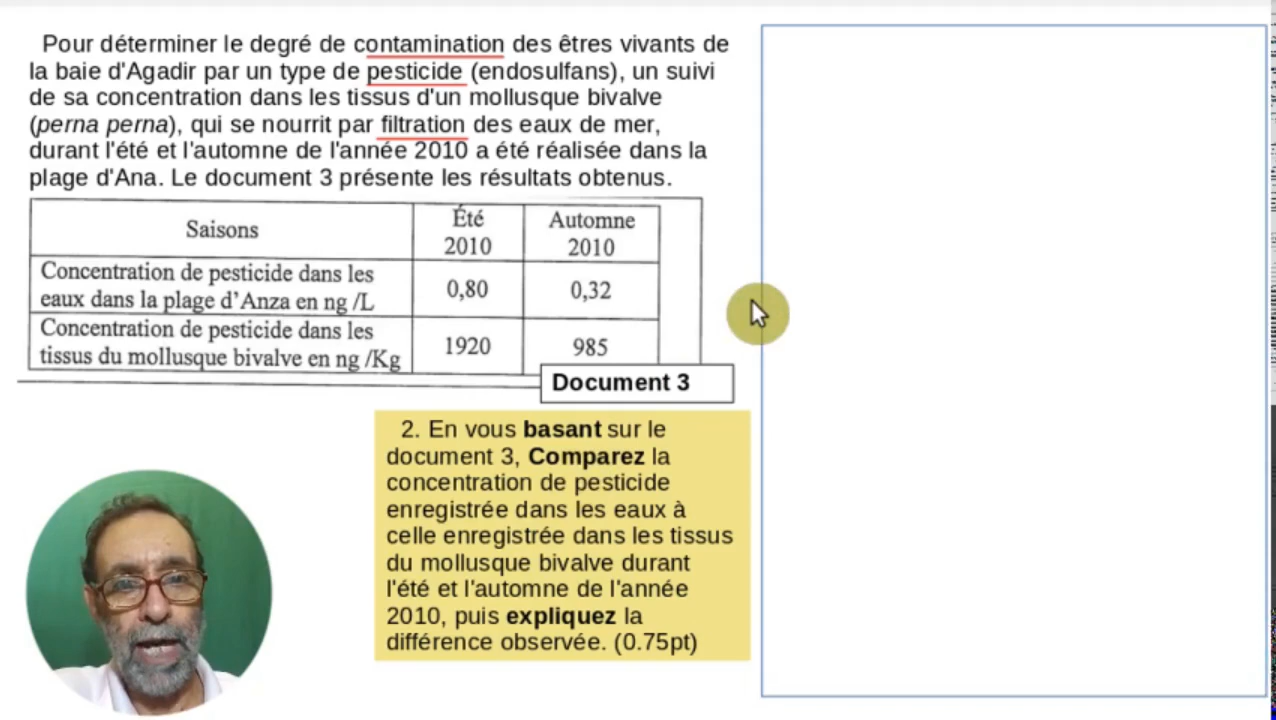 Pour déterminer le degré de contamination des êtres vivants de
la baie d'Agadir par un type de pesticide (endosulfans), un suivi
de sa concentration dans les tissus d'un mollusque bivalve
(perna perna), qui se nourrit par filtration des eaux de mer,
durant l'été et l'automne de l'année 2010 a été réalisée dans la
plage d'Ana. Le document 3 présente les résultats obtenus.
Saisons
Été
2010
Automne
2010
Concentration de pesticide dans les
eaux dans la plage d'Anza en ng /L
0,80
0,32
Concentration de pesticide dans les
tissus du mollusque bivalve en ng /Kg
1920
985
Document 3
2. En vous basant sur le
document 3, Comparez la
concentration de pesticide
enregistrée dans les eaux à
celle enregistrée dans les tissus
du mollusque bivalve durant
l'été et l'automne de l'année
2010, puis expliquez la
différence observée. (0.75pt)